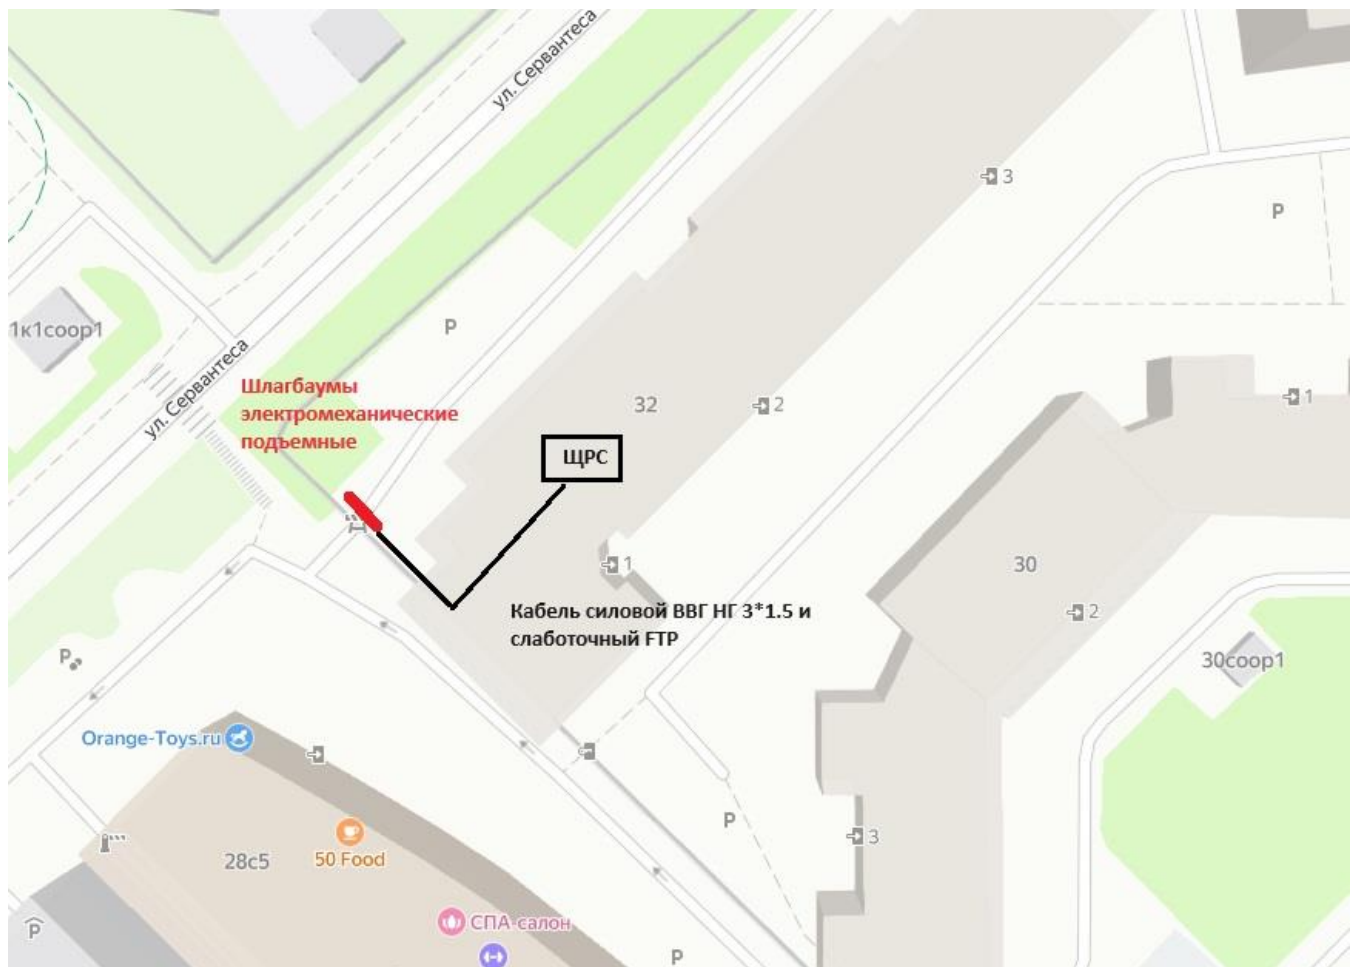 ул. Сервантеса
3
Р
1к1соор1
Р
ул. Сервантеса
Шлагбаумы
электромеханические
подъемные
32
2
1
ЩРС
1
30
Кабель силовой ВВГ НГ 3*1.5 и
слаботочный FTP
2
Р
30соор1
Orange-Toys.ru
Р
3
28с5
50 Food
СПА-салон
Р
Р